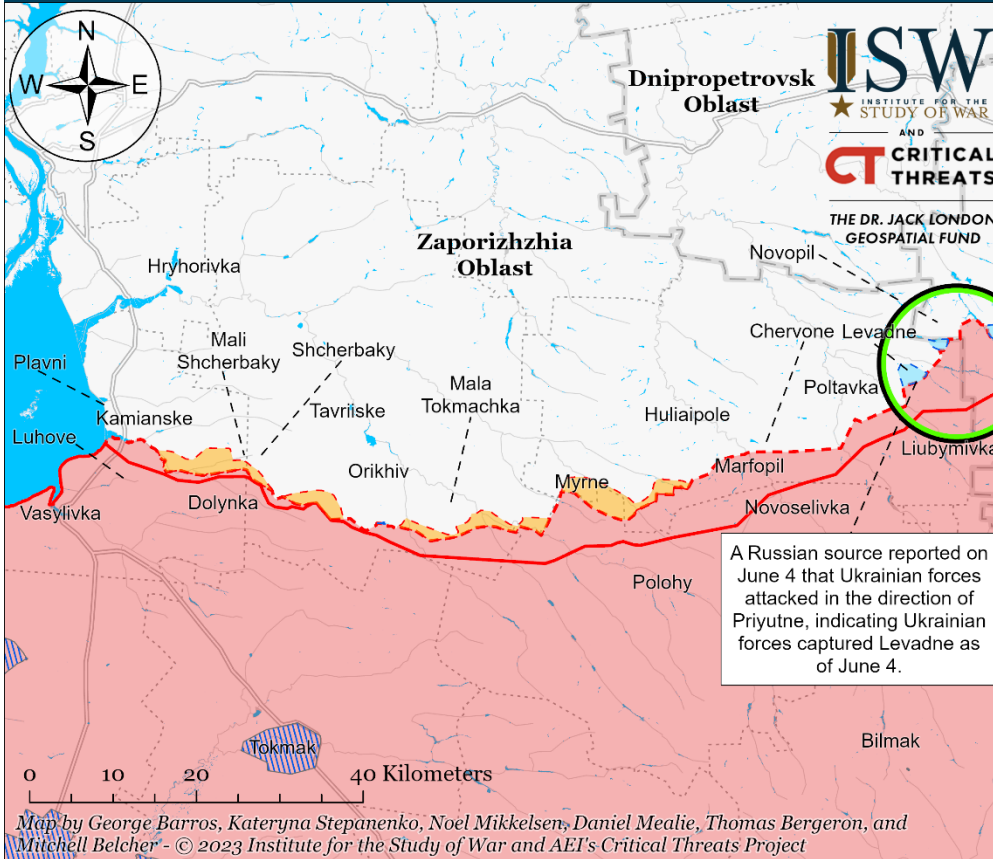 N
W
E
S
Dnipropetrovsk
Oblast
ISW
INSTITUTE FOR THE
STUDY OF WAR
AND
CT CRITICAL
THREATS
THE DR. JACK LONDON
GEOSPATIAL FUND
Zaporizhzhia
Oblast
Novopil
Hryhorivka
Chervone
Levadne
Mali
Shcherbaky
Shcherbaky
Plavni
Mala
Tokmachka
Poltavka
Kamianske
Tavriiske
Huliaipole
Luhove
Liubymivka
Orikhiv
Marfopil
Myrne
Dolynka
Vasylivka
Novoselivka
A Russian source reported on
June 4 that Ukrainian forces
attacked in the direction of
Priyutne, indicating Ukrainian
forces captured Levadne as
of June 4.
Polohy
Tokmak
Bilmak
0 10 20 40 Kilometers
Map by George Barros, Kateryna Stepanenko, Noel Mikkelsen, Daniel Mealie, Thomas Bergeron, and
Mitchell Belcher - © 2023 Institute for the Study of War and AEI's Critical Threats Project